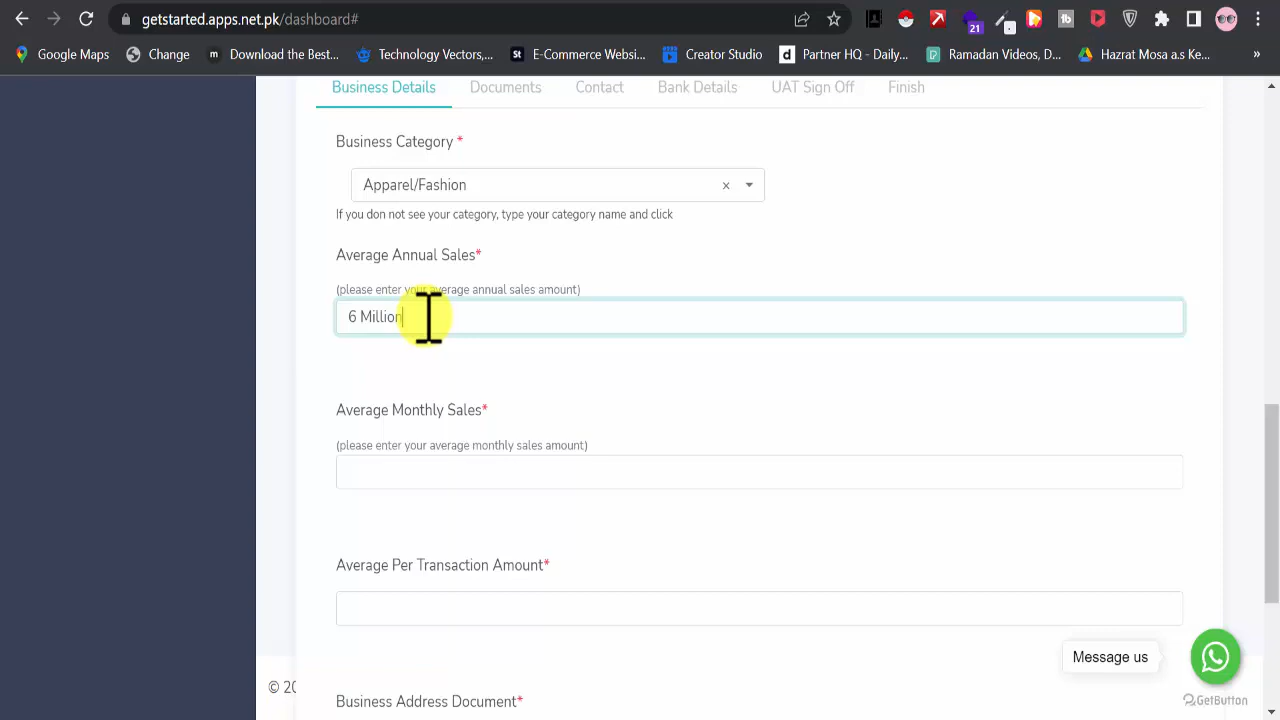 getstarted.apps.net.pk/dashboard#
21
Google Maps Change Download the Best... Technology Vectors,... E-Commerce Websi... Creator Studio Partner HQ - Daily... Ramadan Videos, D... Hazrat Mosa a.s Ke... »
Business Details Documents Contact Bank Details UAT Sign Off Finish
Business Category *
Apparel/Fashion × 
If you don not see your category, type your category name and click
Average Annual Sales*
(please enter your average annual sales amount)
6 Million
Average Monthly Sales*
(please enter your average monthly sales amount)
Average Per Transaction Amount*
Message us
GetButton
© 20
Business Address Document*